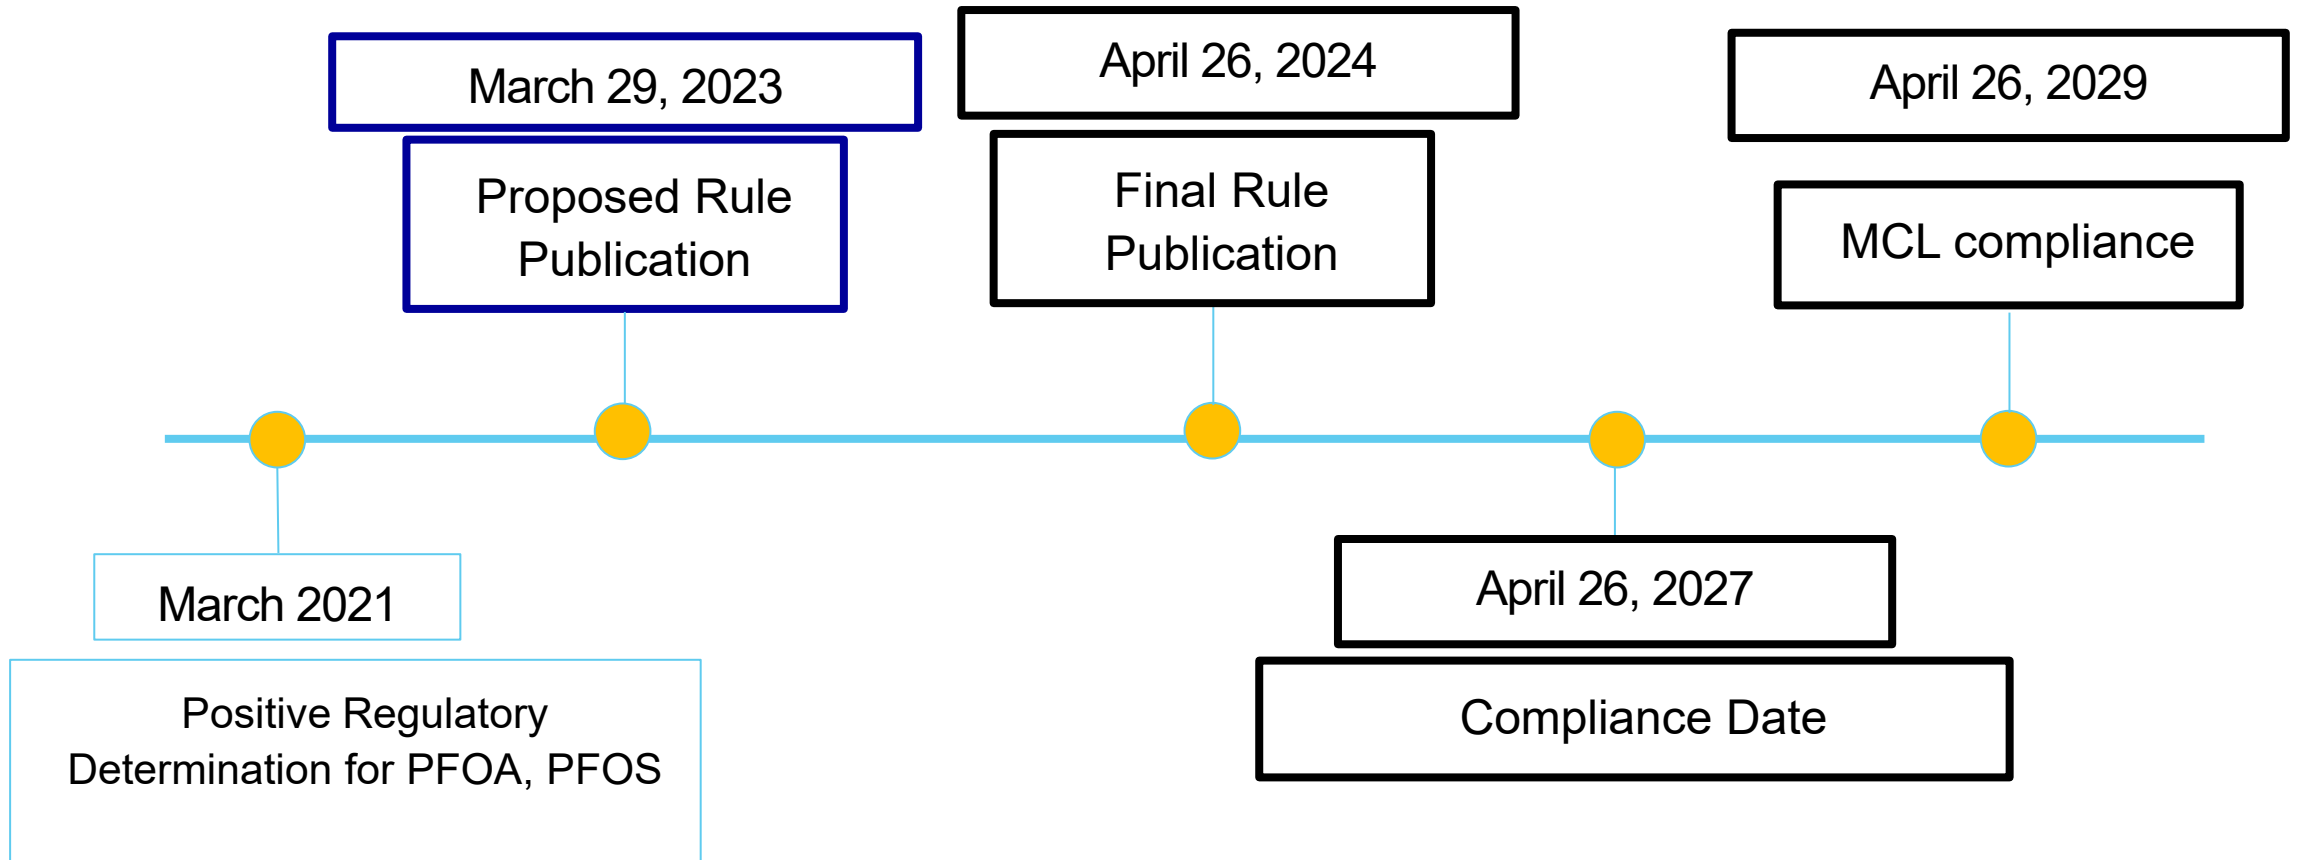 March 29, 2023
Proposed Rule
Publication
April 26, 2024
Final Rule
Publication
April 26, 2029
MCL compliance
March 2021
Positive Regulatory
Determination for PFOA, PFOS
April 26, 2027
Compliance Date